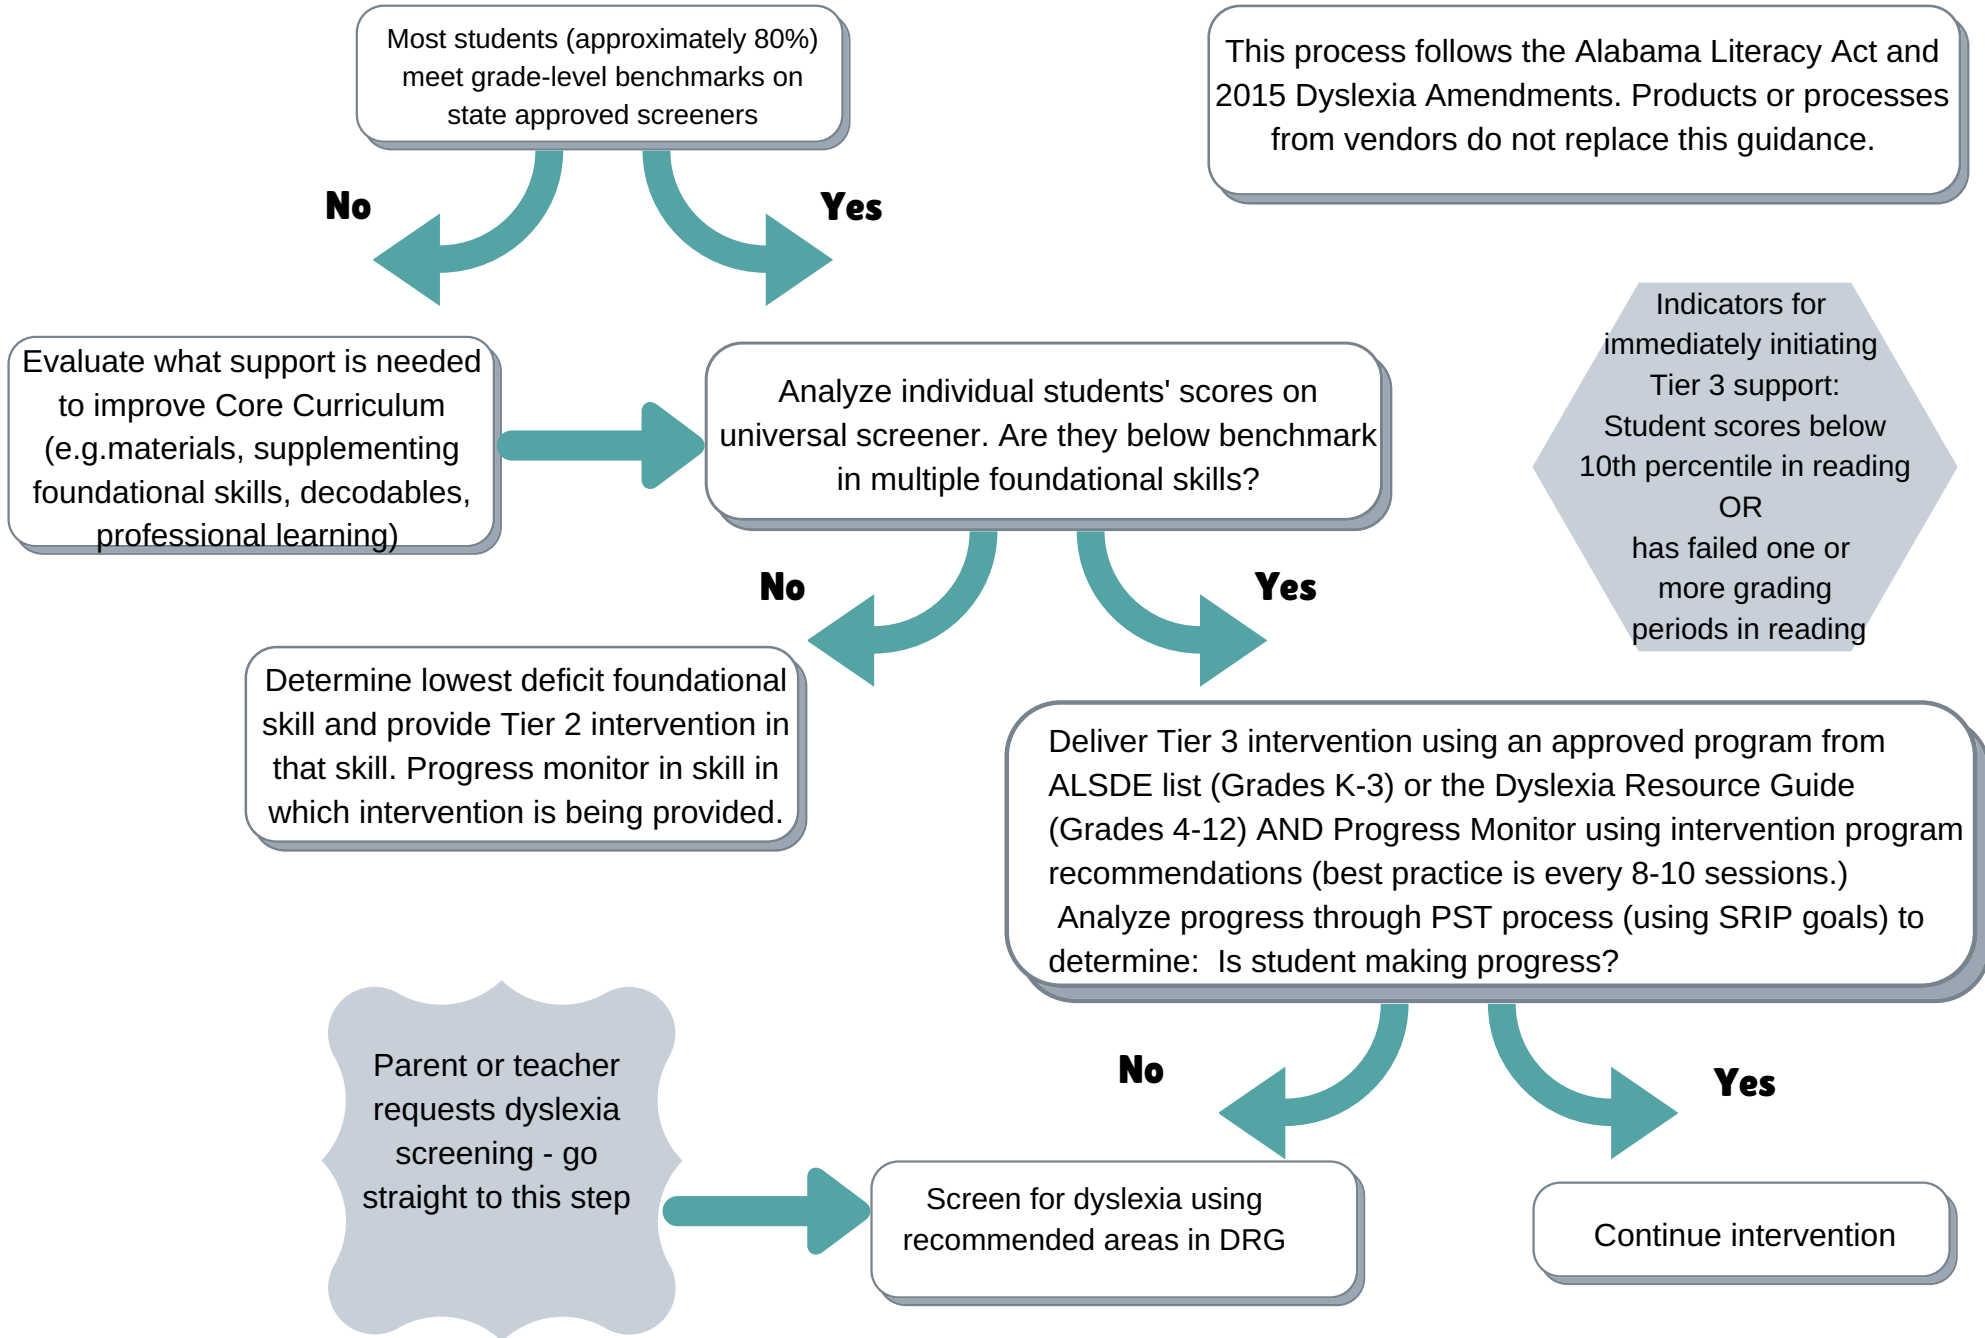 Most students (approximately 80%)
meet grade-level benchmarks on
state approved screeners
This process follows the Alabama Literacy Act and
2015 Dyslexia Amendments. Products or processes
from vendors do not replace this guidance.
No
Yes
Evaluate what support is needed
to improve Core Curriculum
(e.g.materials, supplementing
foundational skills, decodables,
professional learning)
Analyze individual students' scores on
universal screener. Are they below benchmark
in multiple foundational skills?
Indicators for
immediately initiating
Tier 3 support:
Student scores below
10th percentile in reading
OR
has failed one or
more grading
periods in reading
No
Yes
Determine lowest deficit foundational
skill and provide Tier 2 intervention in
that skill. Progress monitor in skill in
which intervention is being provided.
Deliver Tier 3 intervention using an approved program from
ALSDE list (Grades K-3) or the Dyslexia Resource Guide
(Grades 4-12) AND Progress Monitor using intervention program
recommendations (best practice is every 8-10 sessions.)
Analyze progress through PST process (using SRIP goals) to
determine:  Is student making progress?
No
Yes
Parent or teacher
requests dyslexia
screening - go
straight to this step
Screen for dyslexia using
recommended areas in DRG
Continue intervention